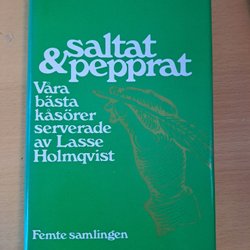 saltat
& pepprat
Våra
bästa
kåsörer
serverade
av Lasse
Holmqvist
Femte samlingen